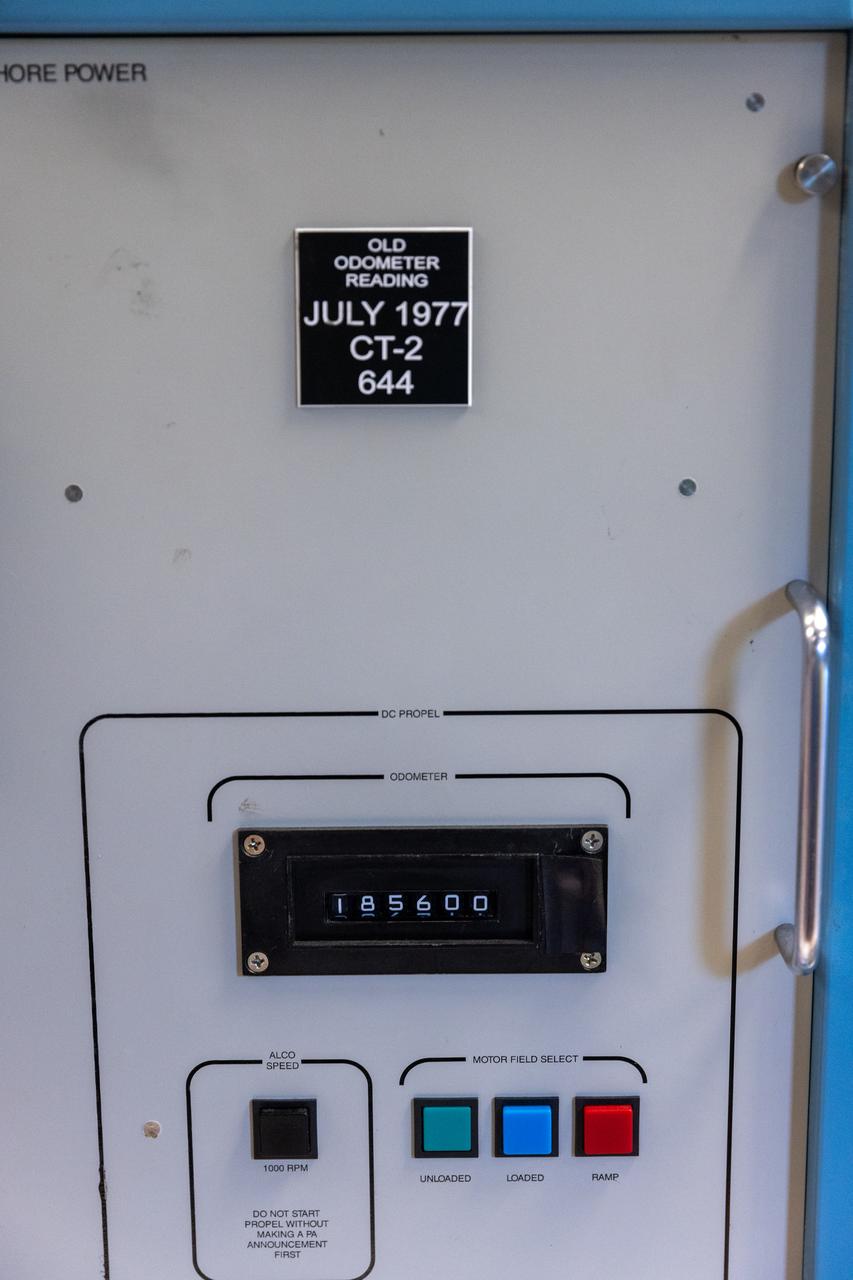 HORE POWER
OLD
ODOMETER
READING
JULY 1977
CT-2
644
DC PROPEL
ODOMETER
185600
ALCO
SPEED
MOTOR FIELD SELECT
1000 RPM
UNLOADED
LOADED
RAMP
DO NOT START
PROPEL WITHOUT
MAKING A PA
ANNOUNCEMENT
FIRST